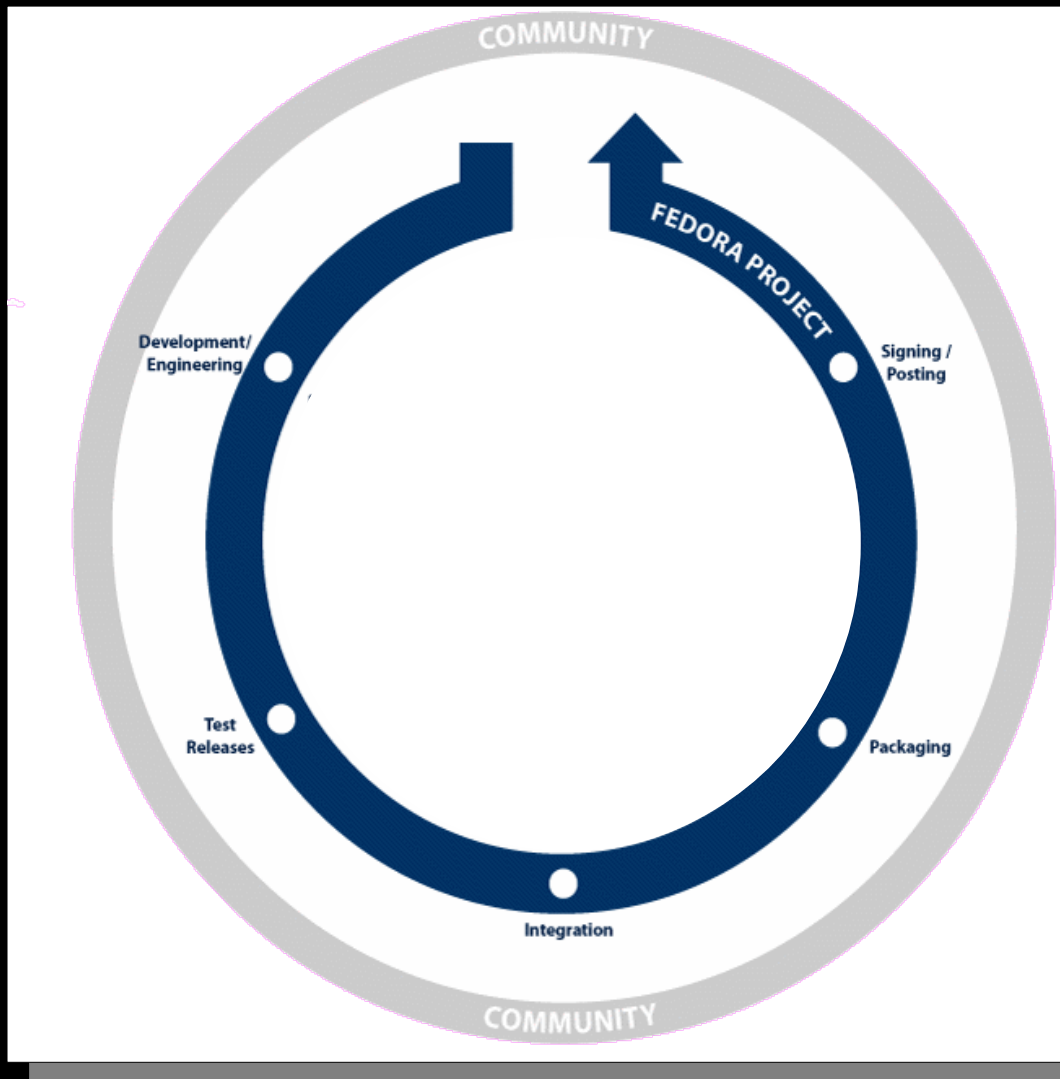 COMMUNITY
FEDORA PROJECT
Development/
Engineering
Signing /
Posting
Test
Releases
Packaging
Integration
COMMUNITY